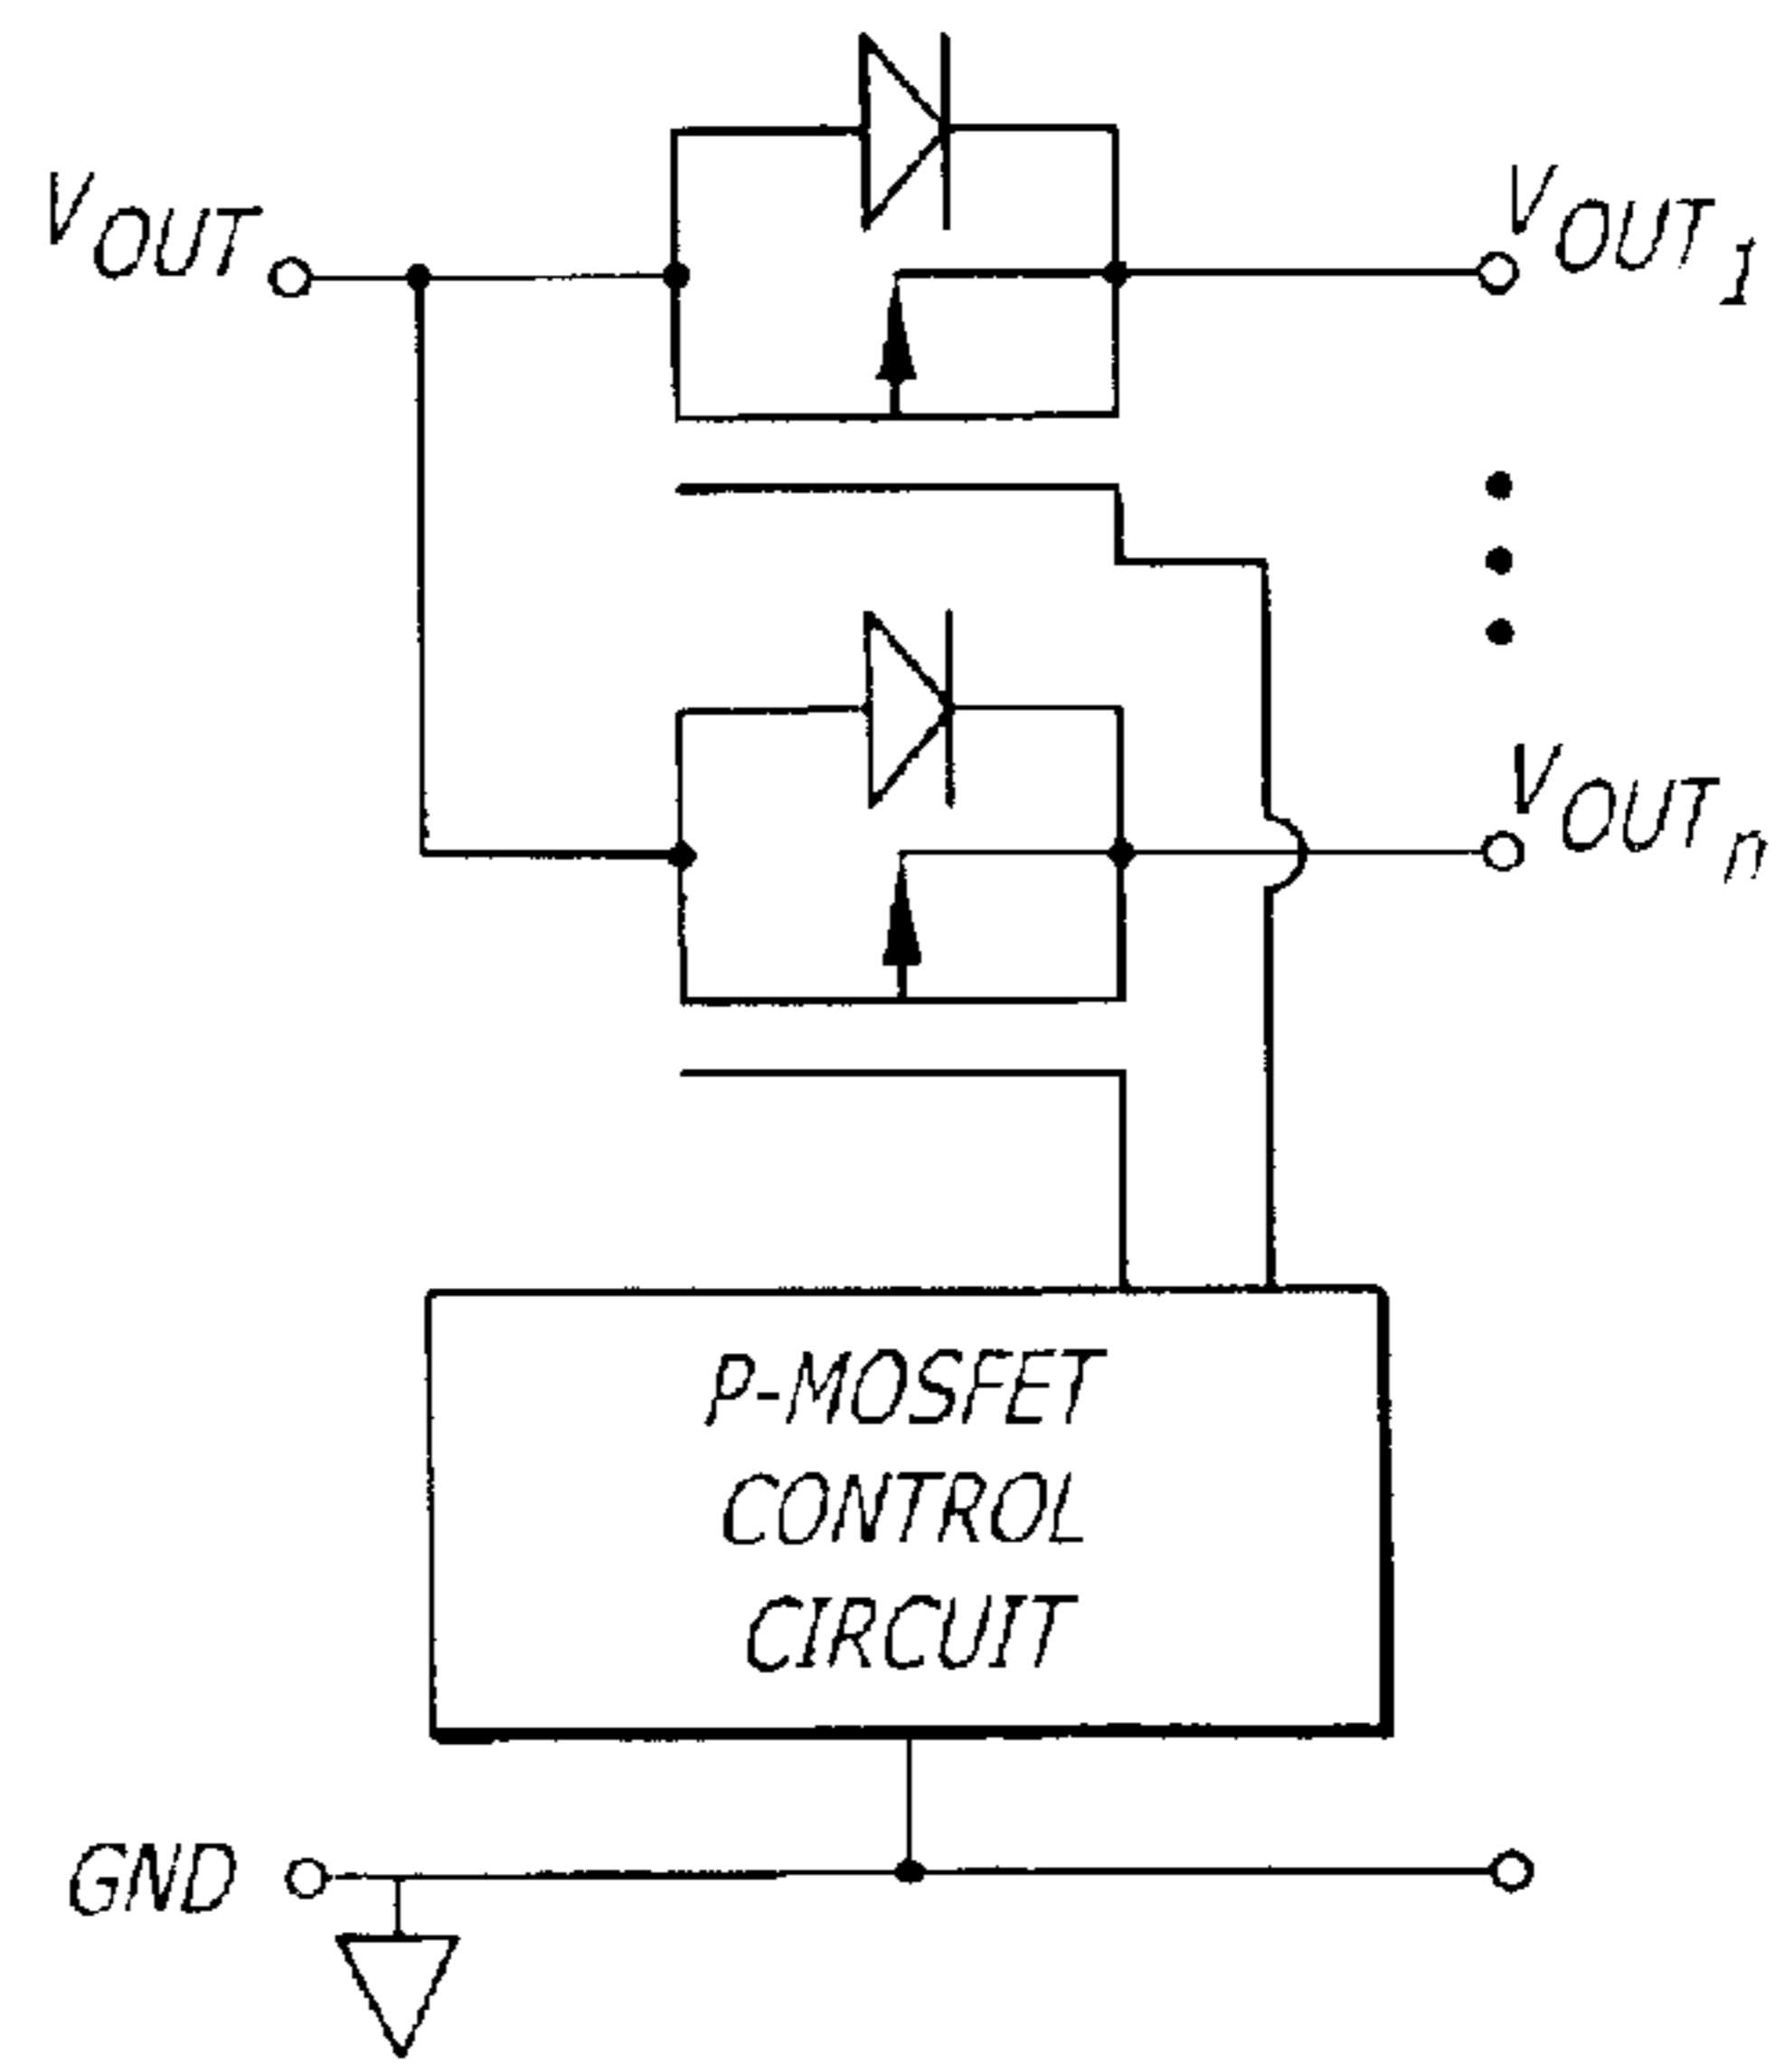 VOUT
VOUT1
VOUTn
P-MOSFET
CONTROL
CIRCUIT
GND